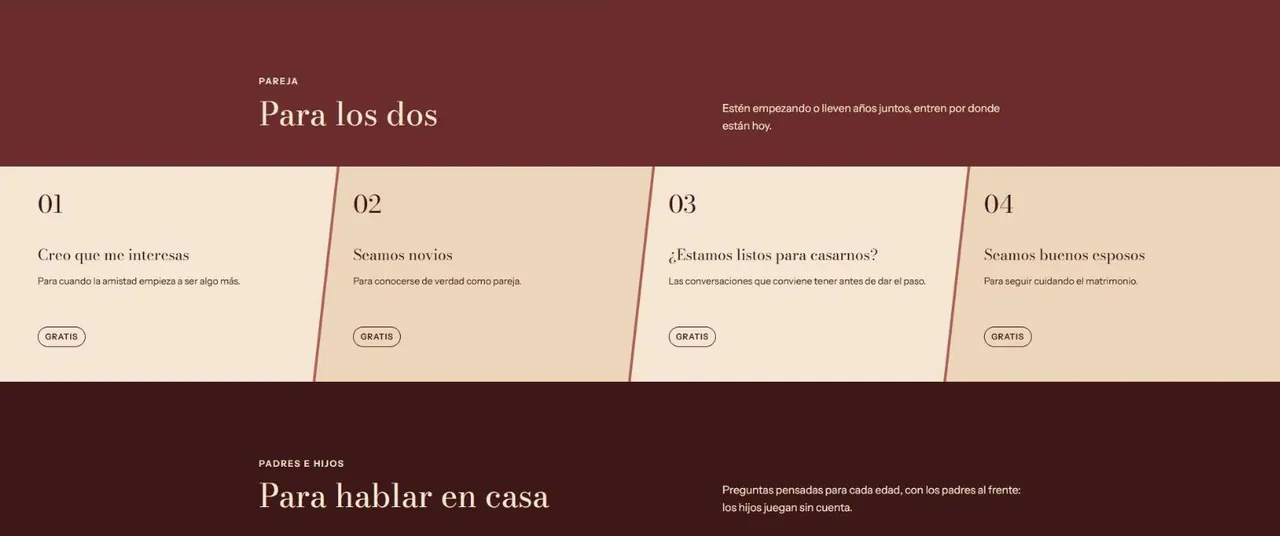 PAREJA
Para los dos
Estén empezando o lleven años juntos, entren por donde
están hoy.
01
Creo que me interesas
Para cuando la amistad empieza a ser algo más.
GRATIS
02
Seamos novios
Para conocerse de verdad como pareja.
GRATIS
03
¿Estamos listos para casarnos?
Las conversaciones que conviene tener antes de dar el paso.
GRATIS
04
Seamos buenos esposos
Para seguir cuidando el matrimonio.
GRATIS
PADRES E HIJOS
Para hablar en casa
Preguntas pensadas para cada edad, con los padres al frente:
los hijos juegan sin cuenta.